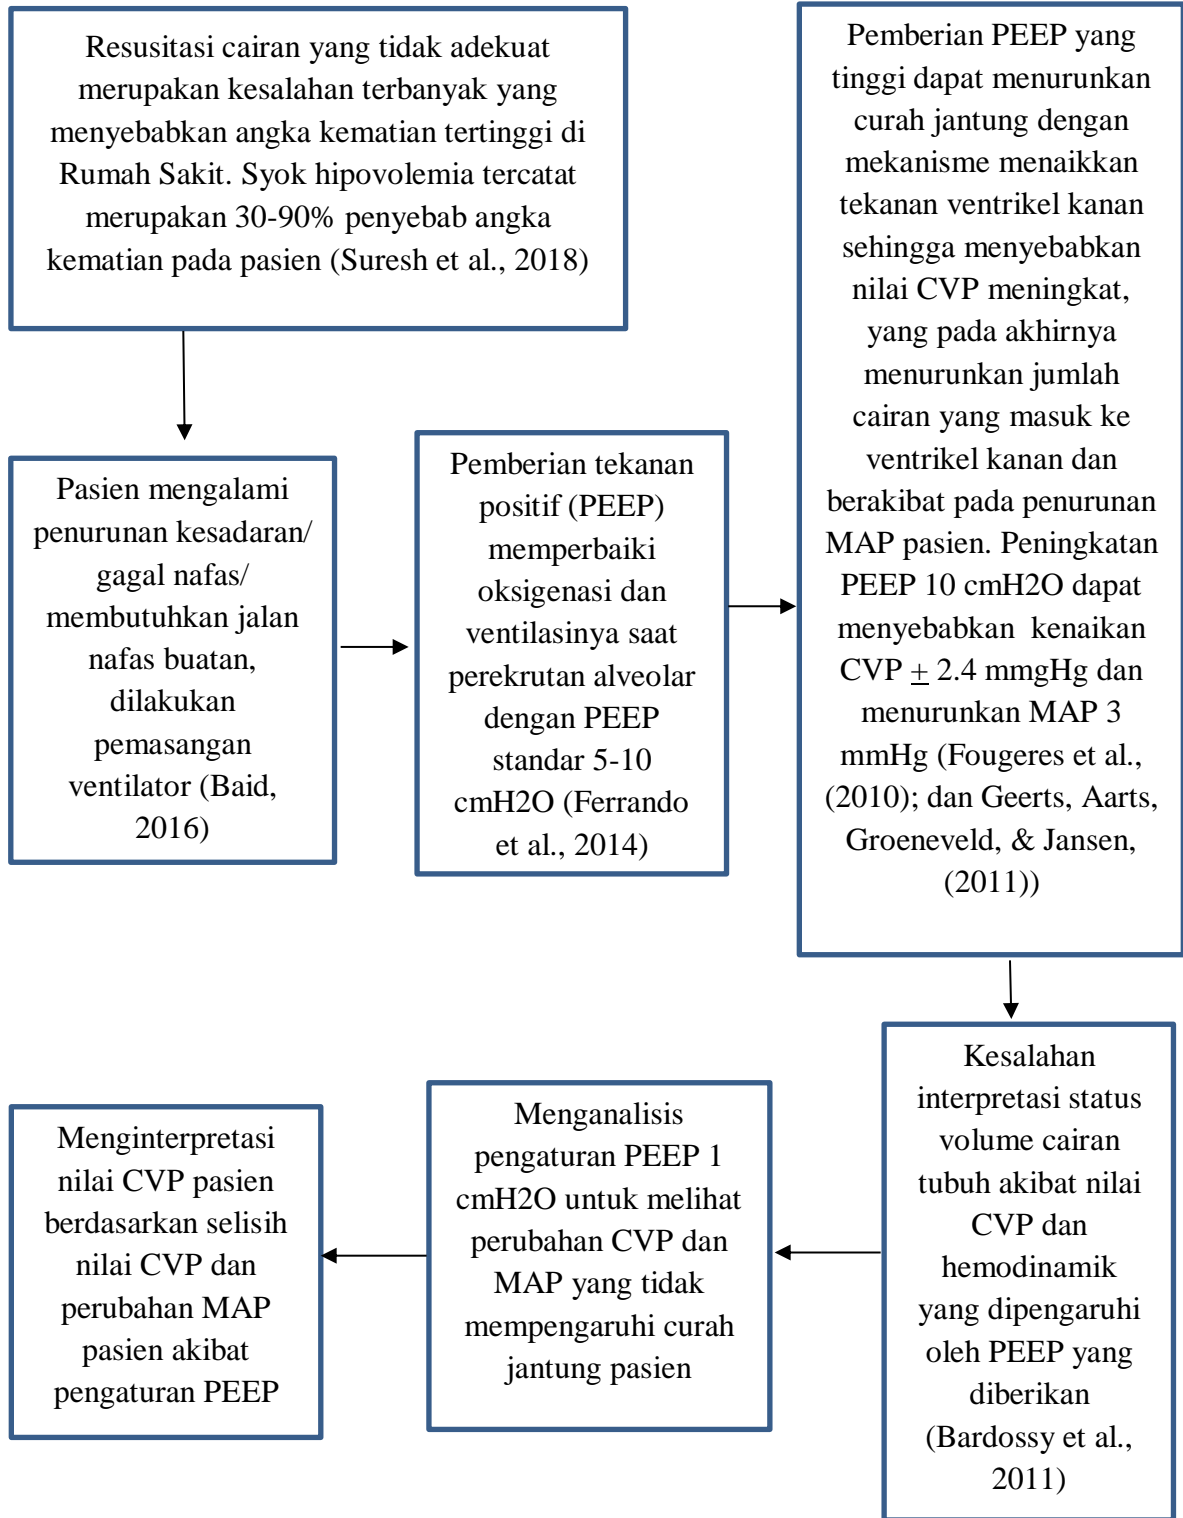 Resusitasi cairan yang tidak adekuat
merupakan kesalahan terbanyak yang
menyebabkan angka kematian tertinggi di
Rumah Sakit. Syok hipovolemia tercatat
merupakan 30-90% penyebab angka
kematian pada pasien (Suresh et al., 2018)
Pasien mengalami
penurunan kesadaran/
gagal nafas/
membutuhkan jalan
nafas buatan,
dilakukan
pemasangan
ventilator (Baid,
2016)
Pemberian tekanan
positif (PEEP)
memperbaiki
oksigenasi dan
ventilasinya saat
perekrutan alveolar
dengan PEEP
standar 5-10
cmH2O (Ferrando
et al., 2014)
Pemberian PEEP yang
tinggi dapat menurunkan
curah jantung dengan
mekanisme menaikkan
tekanan ventrikel kanan
sehingga menyebabkan
nilai CVP meningkat,
yang pada akhirnya
menurunkan jumlah
cairan yang masuk ke
ventrikel kanan dan
berakibat pada penurunan
MAP pasien. Peningkatan
PEEP 10 cmH2O dapat
menyebabkan  kenaikan
CVP + 2.4 mmgHg dan
menurunkan MAP 3
mmHg (Fougeres et al.,
(2010); dan Geerts, Aarts,
Groeneveld, & Jansen,
(2011))
Kesalahan
interpretasi status
volume cairan
tubuh akibat nilai
CVP dan
hemodinamik
yang dipengaruhi
oleh PEEP yang
diberikan
(Bardossy et al.,
2011)
Menganalisis
pengaturan PEEP 1
cmH2O untuk melihat
perubahan CVP dan
MAP yang tidak
mempengaruhi curah
jantung pasien
Menginterpretasi
nilai CVP pasien
berdasarkan selisih
nilai CVP dan
perubahan MAP
pasien akibat
pengaturan PEEP